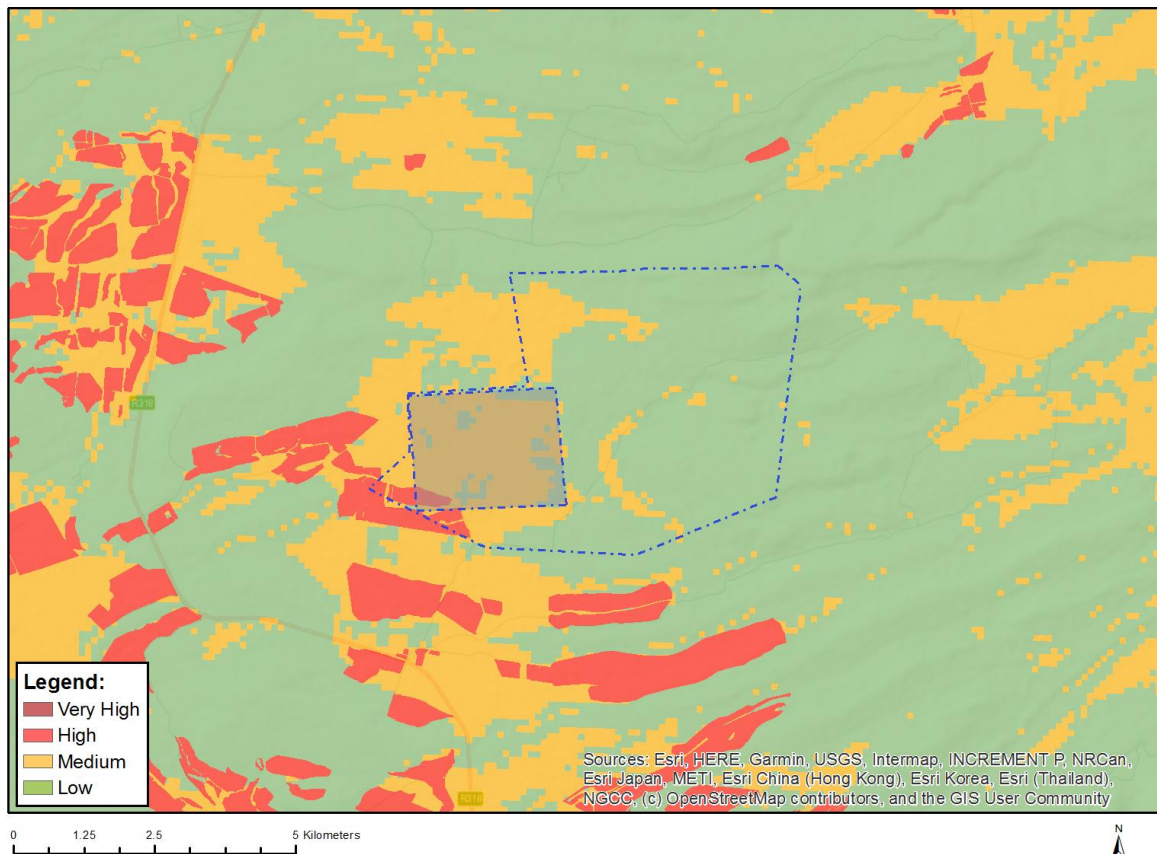 R318
Legend:
Very High
High
Medium
Low
R318
Sources: Esri, HERE, Garmin, USGS, Intermap, INCREMENT P, NRCan,
Esri Japan, METI, Esri China (Hong Kong), Esri Korea, Esri (Thailand),
NGCC, (c) OpenStreetMap contributors, and the GIS User Community
0 1.25 2.5 5 Kilometers
N